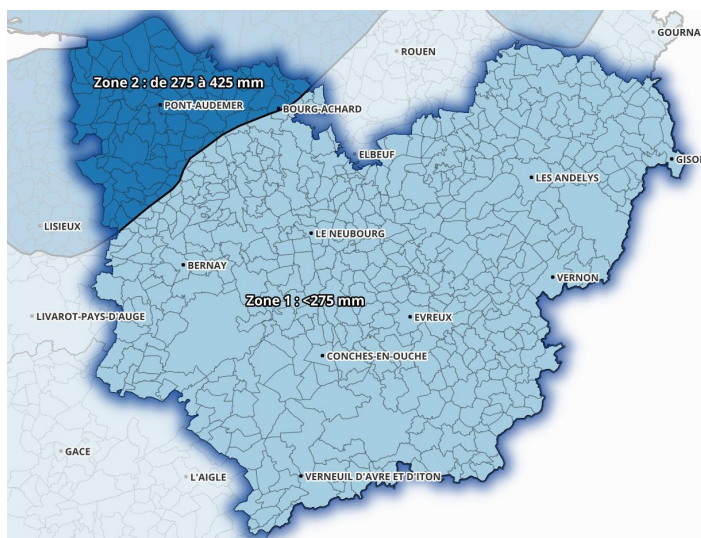 GOURNA
ROUEN
Zone 2 : de 275 à 425 mm
PONT-AUDEMER
BOURG-ACHARD
ELBEUF
GISOR
LES ANDELYS
LISIEUX
LE NEUBOURG
BERNAY
VERNON
Zone 1 : <275 mm
LIVAROT-PAYS-D'AUGE
EVREUX
CONCHES-EN-OUCHE
GACE
L'AIGLE
VERNEUIL D'AVRE ET D'ITON